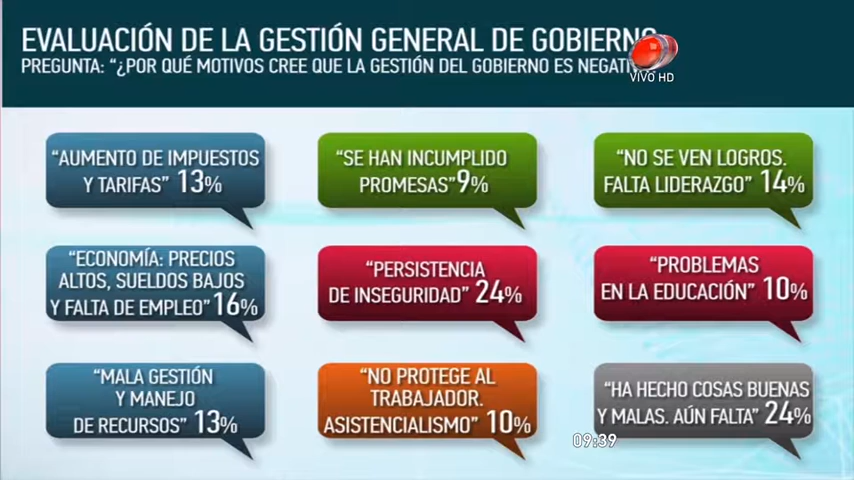 EVALUACIÓN DE LA GESTIÓN GENERAL DE GOBIERNO
PREGUNTA: "¿POR QUÉ MOTIVOS CREE QUE LA GESTIÓN DEL GOBIERNO ES
VIVO HD
"AUMENTO DE IMPUESTOS
Y TARIFAS" 13%
"SE HAN INCUMPLIDO
PROMESAS"9%
"NO SE VEN LOGROS.
FALTA LIDERAZGO" 14%
"ECONOMÍA: PRECIOS
ALTOS, SUELDOS BAJOS
Y FALTA DE EMPLEO" 16%
"PERSISTENCIA
DE INSEGURIDAD" 24%
"PROBLEMAS
EN LA EDUCACIÓN" 10%
"MALA GESTIÓN
Y MANEJO
DE RECURSOS" 13%
"NO PROTEGE AL
TRABAJADOR.
ASISTENCIALISMO" 10%
"HA HECHO COSAS BUENAS
Y MALAS. AÚN FALTA" 24%
09:39